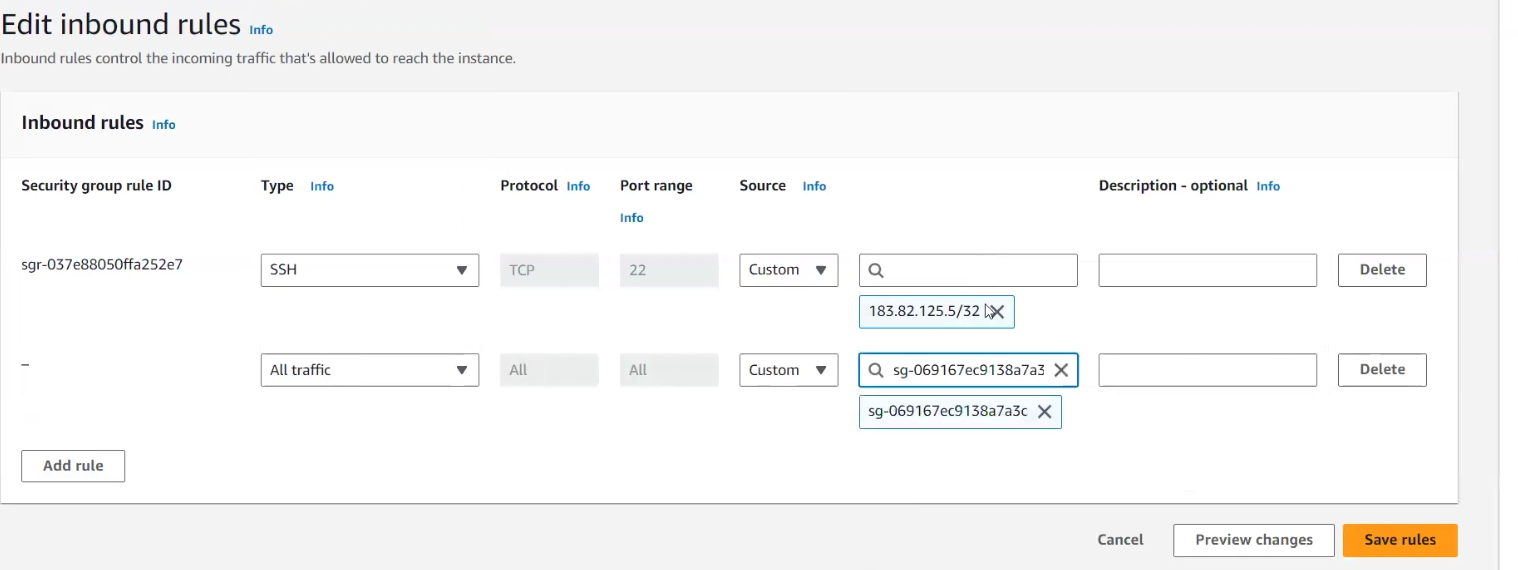 Edit inbound rules Info
Inbound rules control the incoming traffic that's allowed to reach the instance.
Inbound rules Info
Security group rule ID Type Info Protocol Info Port range Info Source Info Description - optional Info
sgr-037e88050ffa252e7 SSH TCP 22 Custom Delete
183.82.125.5/32
– All traffic All All Custom sg-069167ec9138a7a3 Delete
sg-069167ec9138a7a3c
Add rule
Cancel Preview changes Save rules